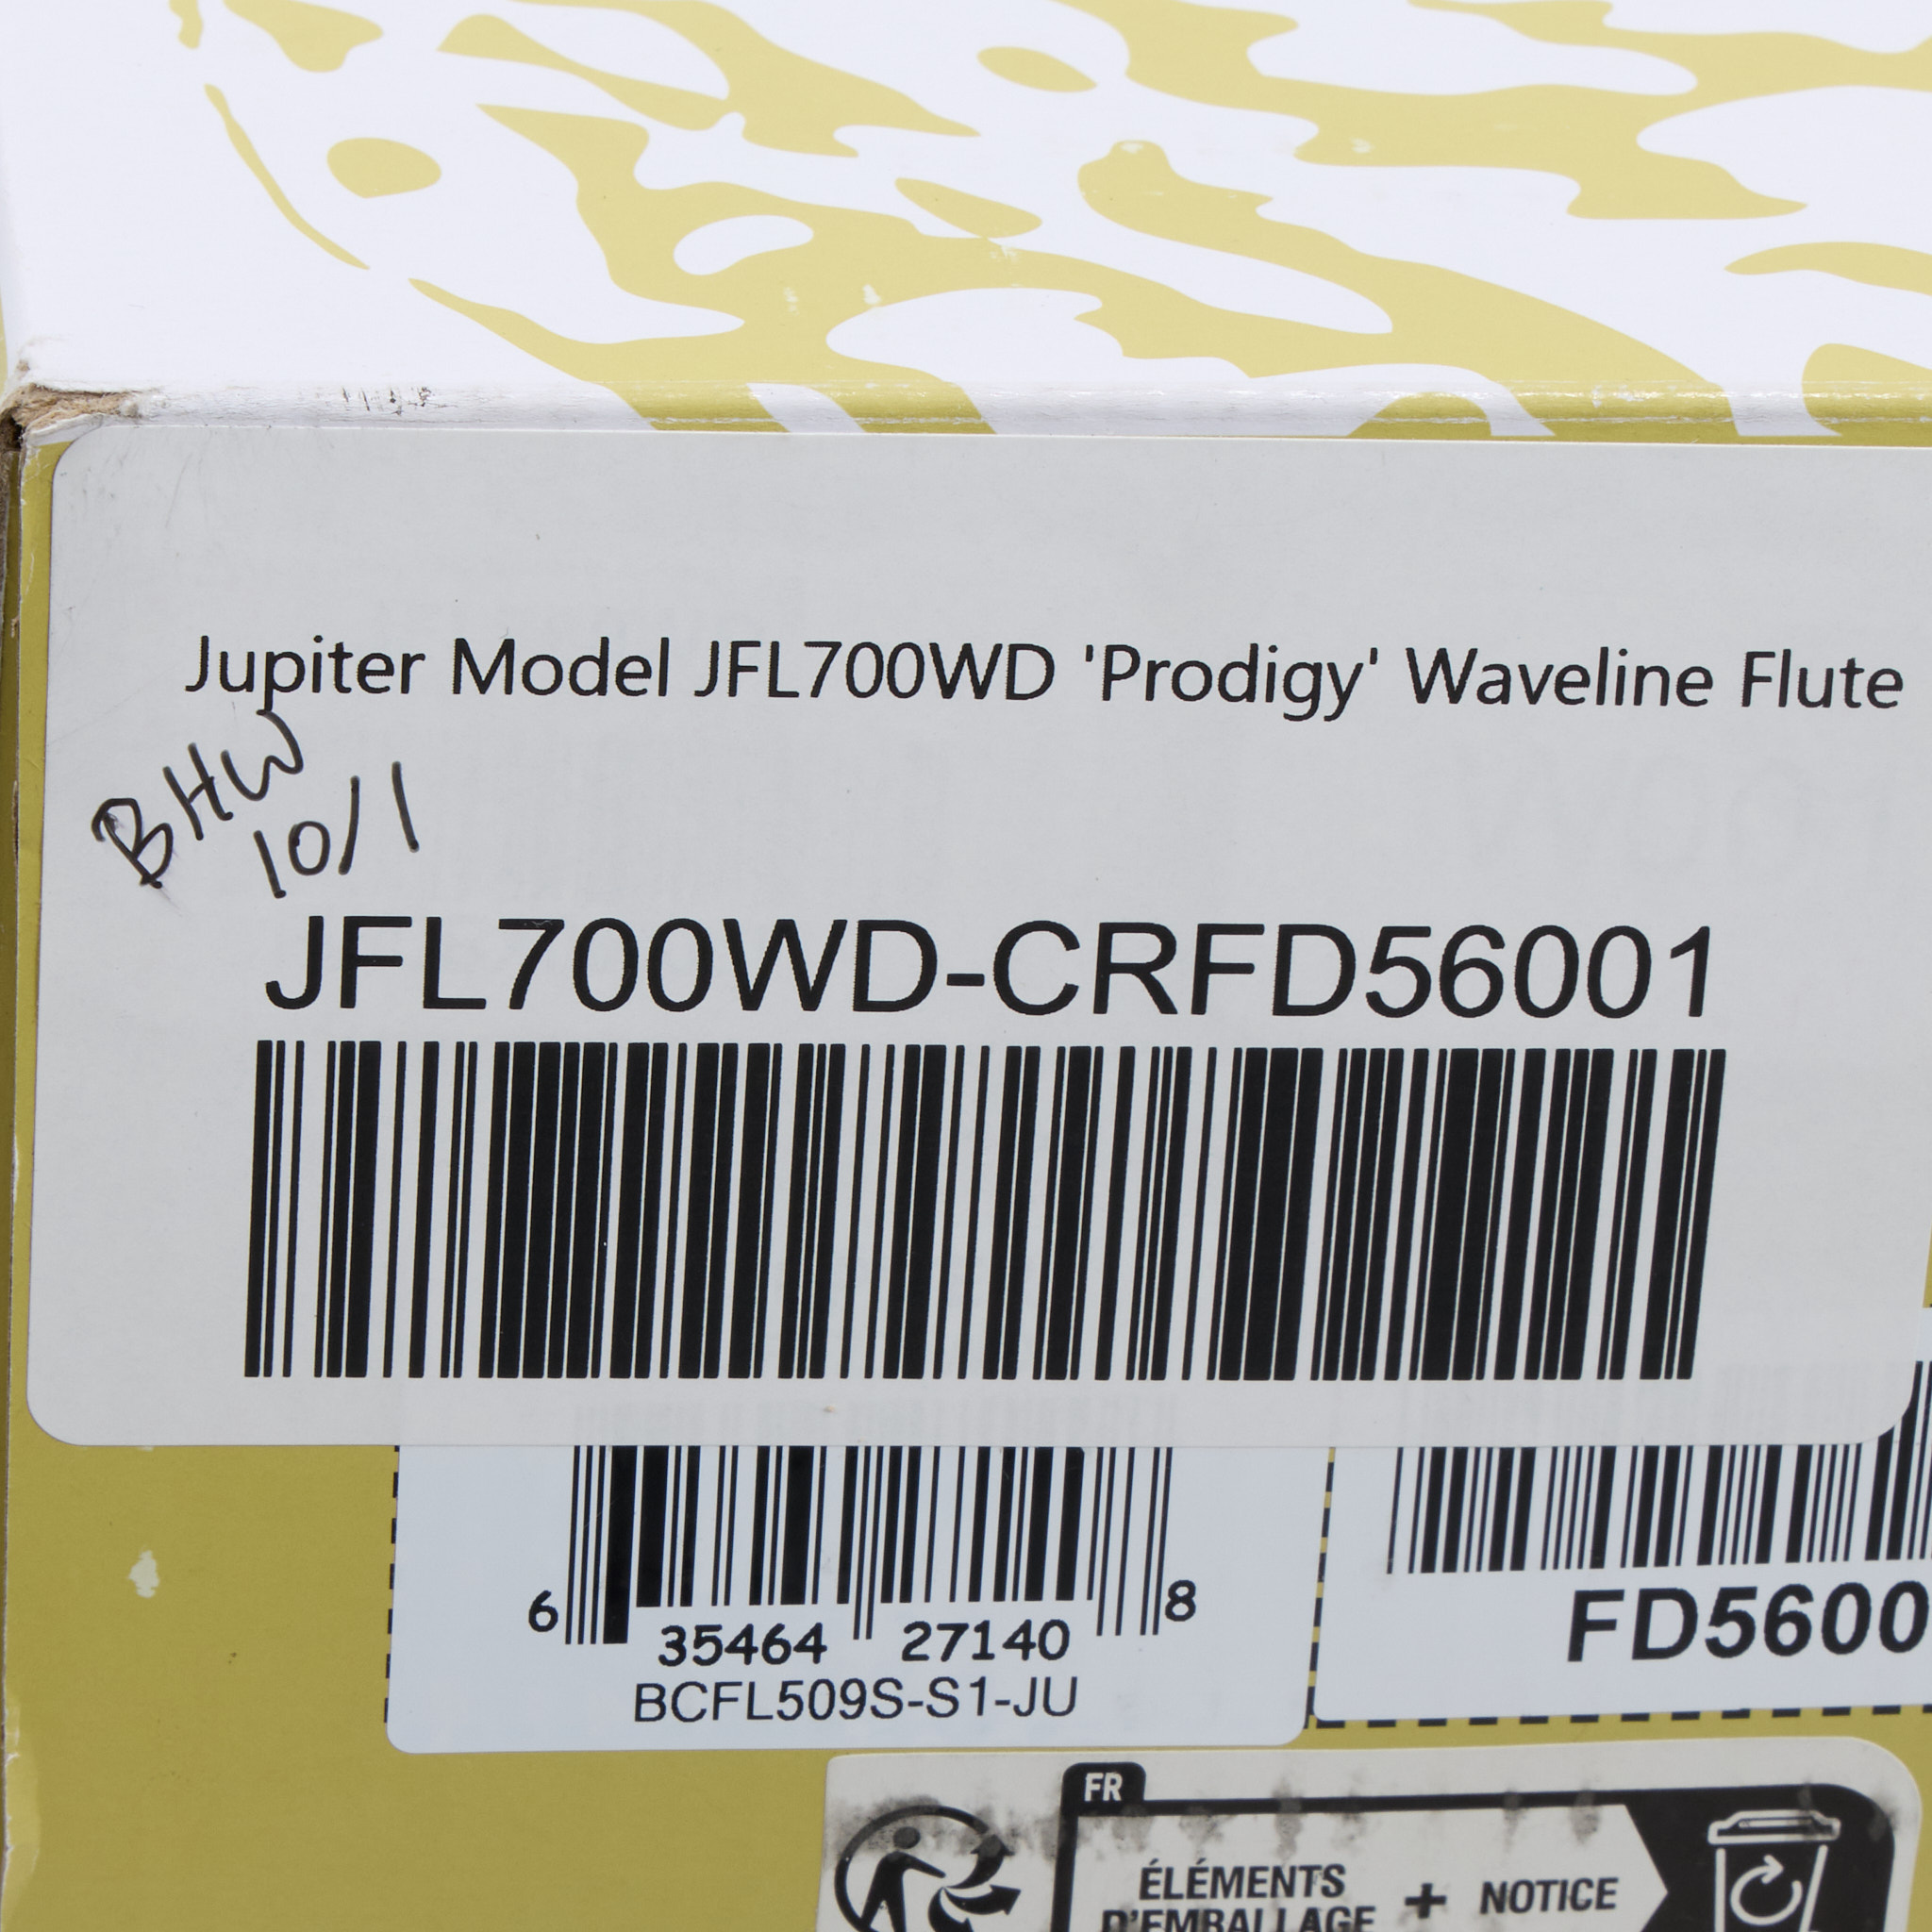 Jupiter Model JFL700WD 'Prodigy' Waveline Flute
BHW
10/1
JFL700WD-CRFD56001
6 35464 27140 8
BCFL509S-S1-JU
FD5600
FR
ÉLÉMENTS
D'EMBALLAGE
+ NOTICE